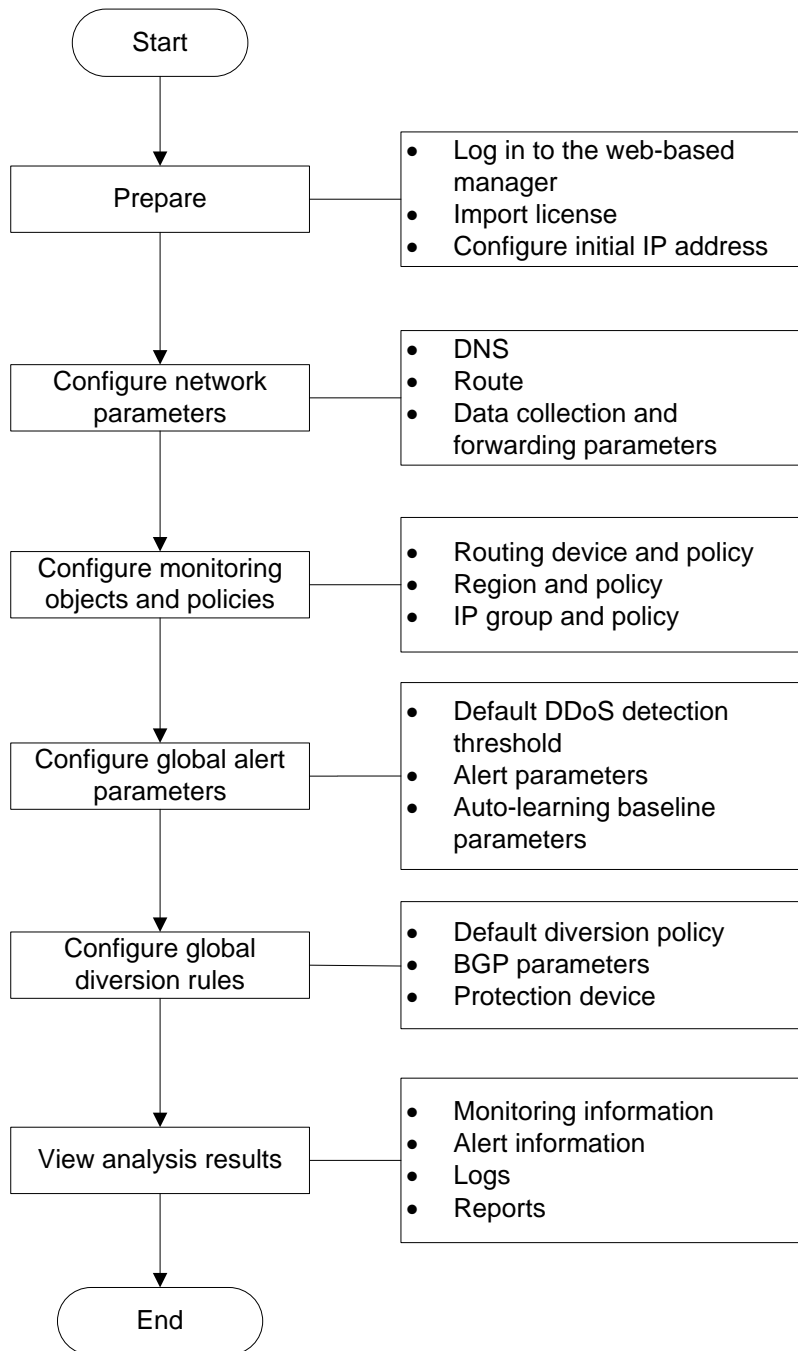 Start
Prepare
• Log in to the web-based
manager
• Import license
• Configure initial IP address
Configure network
parameters
• DNS
• Route
• Data collection and
forwarding parameters
Configure monitoring
objects and policies
• Routing device and policy
• Region and policy
• IP group and policy
Configure global alert
parameters
• Default DDoS detection
threshold
• Alert parameters
• Auto-learning baseline
parameters
Configure global
diversion rules
• Default diversion policy
• BGP parameters
• Protection device
View analysis results
• Monitoring information
• Alert information
• Logs
• Reports
End